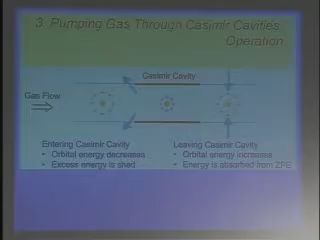 3. Pumping Gas Through Casimir Cavities:
Operation
Casimir Cavity
Gas Flow
Entering Casimir Cavity
• Orbital energy decreases
• Excess energy is shed
Leaving Casimir Cavity
• Orbital energy increases
• Energy is absorbed from ZPE